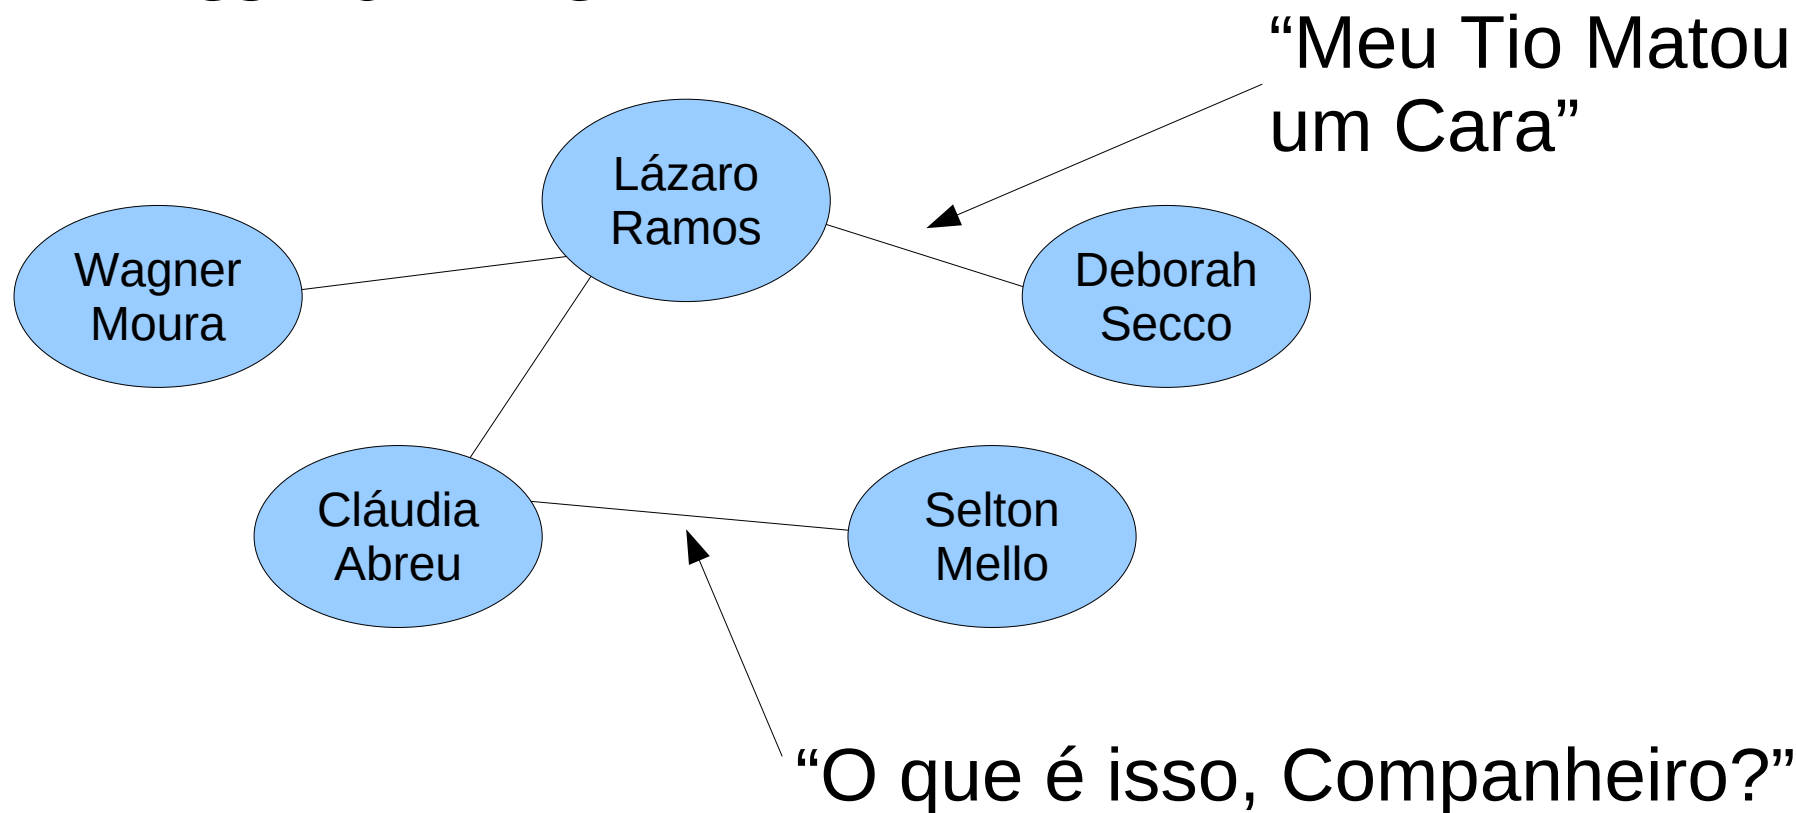 “Meu Tio Matou
um Cara”
Lázaro
Ramos
Wagner
Moura
Deborah
Secco
Cláudia
Abreu
Selton
Mello
“O que é isso, Companheiro?”